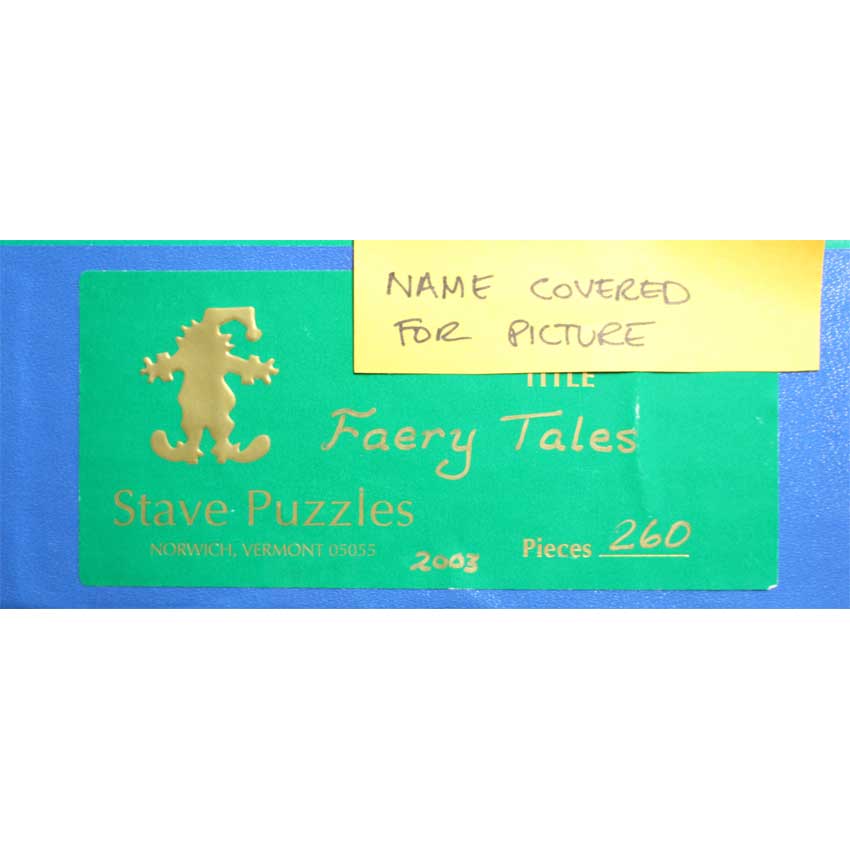 NAME COVERED
FOR PICTURE
TITLE
Faery Tales
Stave Puzzles
NORWICH, VERMONT 05055
2003
Pieces 260